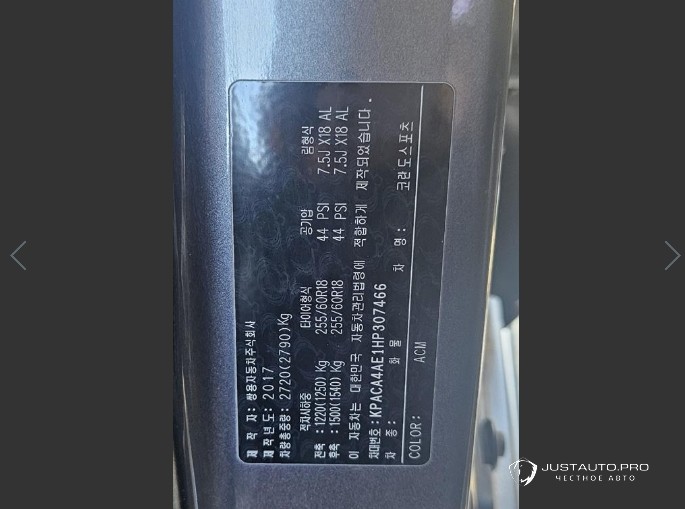 제 작 자: 쌍용자동차주식회사
제작년도: 2017
차량총중량: 2720(2790)Kg
적차시하중 타이어형식 공기압 림형식
전축 : 1220(1250) Kg 255/60R18 44 PSI 7.5J X18 AL
후축 : 1500(1540) Kg 255/60R18 44 PSI 7.5J X18 AL
이 자동차는 대한민국 자동차관리법령에 적합하게 제작되었습니다.
차대번호: KPACA4AE1HP307466
차 종: 화 물 차 명: 코란도스포츠
COLOR: ACM
JUSTAUTO.PRO
ЧЕСТНОЕ АВТО